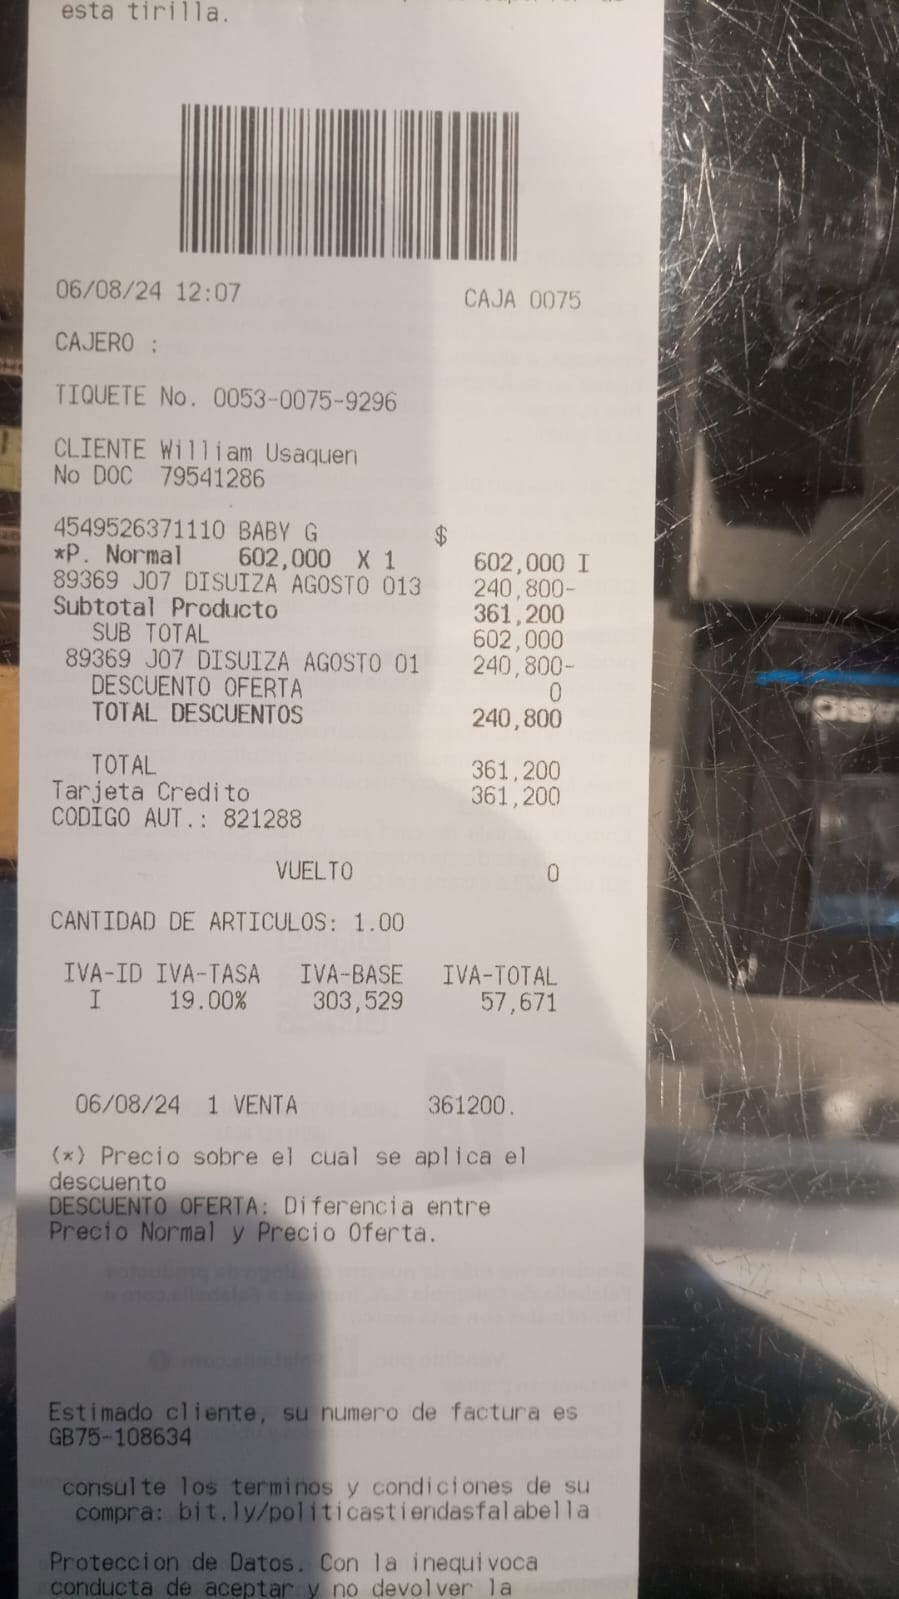 esta tirilla.
06/08/24 12:07 CAJA 0075
CAJERO :
TIQUETE No. 0053-0075-9296
CLIENTE William Usaquen
No DOC 79541286
4549526371110 BABY G $
*P. Normal 602,000 X 1 602,000 I
89369 J07 DISUIZA AGOSTO 013 240,800-
Subtotal Producto 361,200
SUB TOTAL 602,000
89369 J07 DISUIZA AGOSTO 01 240,800-
DESCUENTO OFERTA 0
TOTAL DESCUENTOS 240,800
TOTAL 361,200
Tarjeta Credito 361,200
CODIGO AUT.: 821288
VUELTO 0
CANTIDAD DE ARTICULOS: 1.00
IVA-ID IVA-TASA IVA-BASE IVA-TOTAL
I 19.00% 303,529 57,671
06/08/24 1 VENTA 361200.
(*) Precio sobre el cual se aplica el
descuento
DESCUENTO OFERTA: Diferencia entre
Precio Normal y Precio Oferta.
Estimado cliente, su numero de factura es
GB75-108634
consulte los terminos y condiciones de su
compra: bit.ly/politicastiendasfalabella
Proteccion de Datos. Con la inequivoca
conducta de aceptar y no devolver la
CASIO